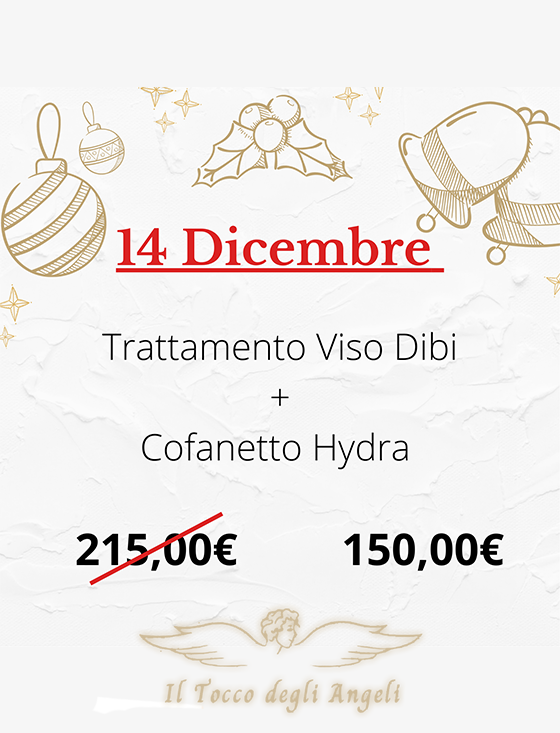 14 Dicembre
Trattamento Viso Dibi
+
Cofanetto Hydra
215,00€ 150,00€
Il Tocco degli Angeli